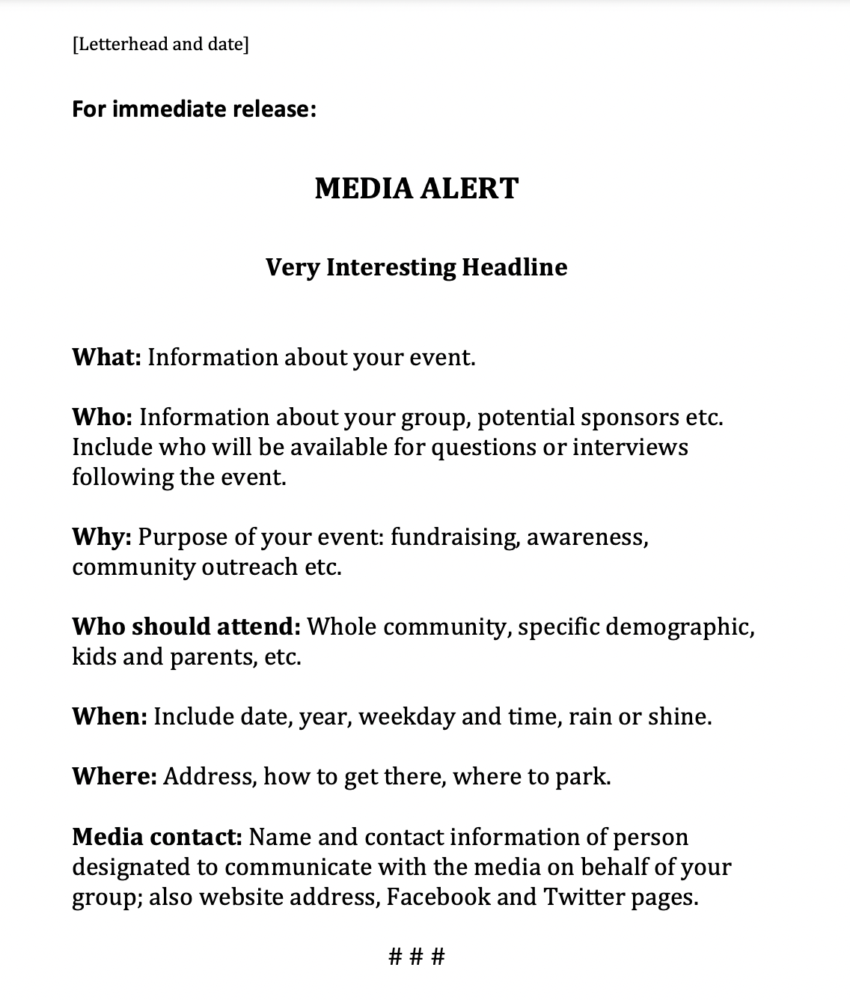 [Letterhead and date]
For immediate release:
MEDIA ALERT
Very Interesting Headline
What: Information about your event.
Who: Information about your group, potential sponsors etc.
Include who will be available for questions or interviews
following the event.
Why: Purpose of your event: fundraising, awareness,
community outreach etc.
Who should attend: Whole community, specific demographic,
kids and parents, etc.
When: Include date, year, weekday and time, rain or shine.
Where: Address, how to get there, where to park.
Media contact: Name and contact information of person
designated to communicate with the media on behalf of your
group; also website address, Facebook and Twitter pages.
# # #